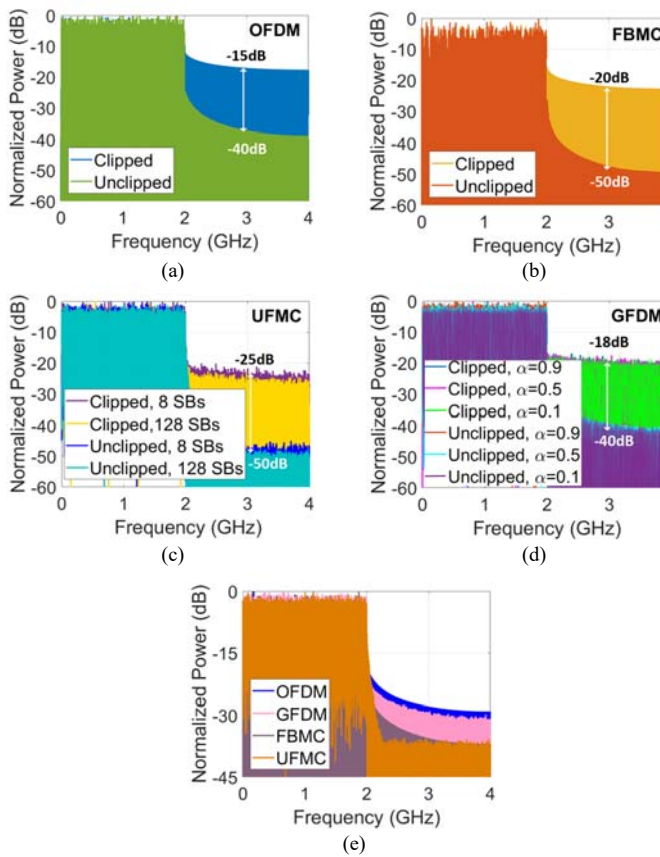 Normalized Power (dB)
0
-10
-20
-30
-40
-50
-60
OFDM
-15dB
-40dB
Clipped
Unclipped
0
1
2
3
4
Frequency (GHz)
(a)
Normalized Power (dB)
0
-10
-20
-30
-40
-50
-60
FBMC
-20dB
-50dB
Clipped
Unclipped
0
1
2
3
4
Frequency (GHz)
(b)
Normalized Power (dB)
0
-10
-20
-30
-40
-50
-60
UFMC
-25dB
Clipped, 8 SBs
Clipped,128 SBs
Unclipped, 8 SBs
Unclipped, 128 SBs
-50dB
0
1
2
3
4
Frequency (GHz)
(c)
Normalized Power (dB)
0
-10
-20
-30
-40
-50
-60
GFDM
-18dB
Clipped, α=0.9
Clipped, α=0.5
Clipped, α=0.1
Unclipped, α=0.9
Unclipped, α=0.5
Unclipped, α=0.1
-40dB
0
1
2
3
Frequency (GHz)
(d)
Normalized Power (dB)
0
-15
-30
-45
OFDM
GFDM
FBMC
UFMC
0
1
2
3
4
Frequency (GHz)
(e)